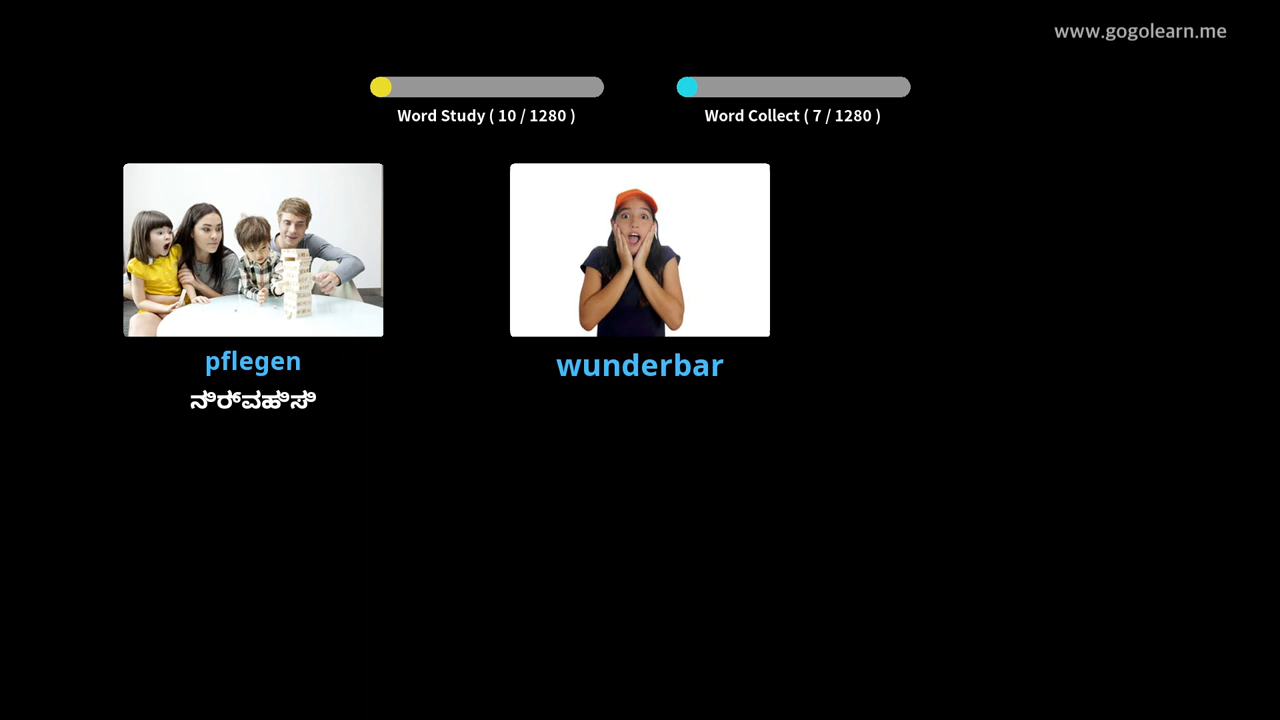 www.gogolearn.me
Word Study ( 10 / 1280 )
Word Collect ( 7 / 1280 )
pflegen
wunderbar
ನಿರ್ವಹಿಸಿ